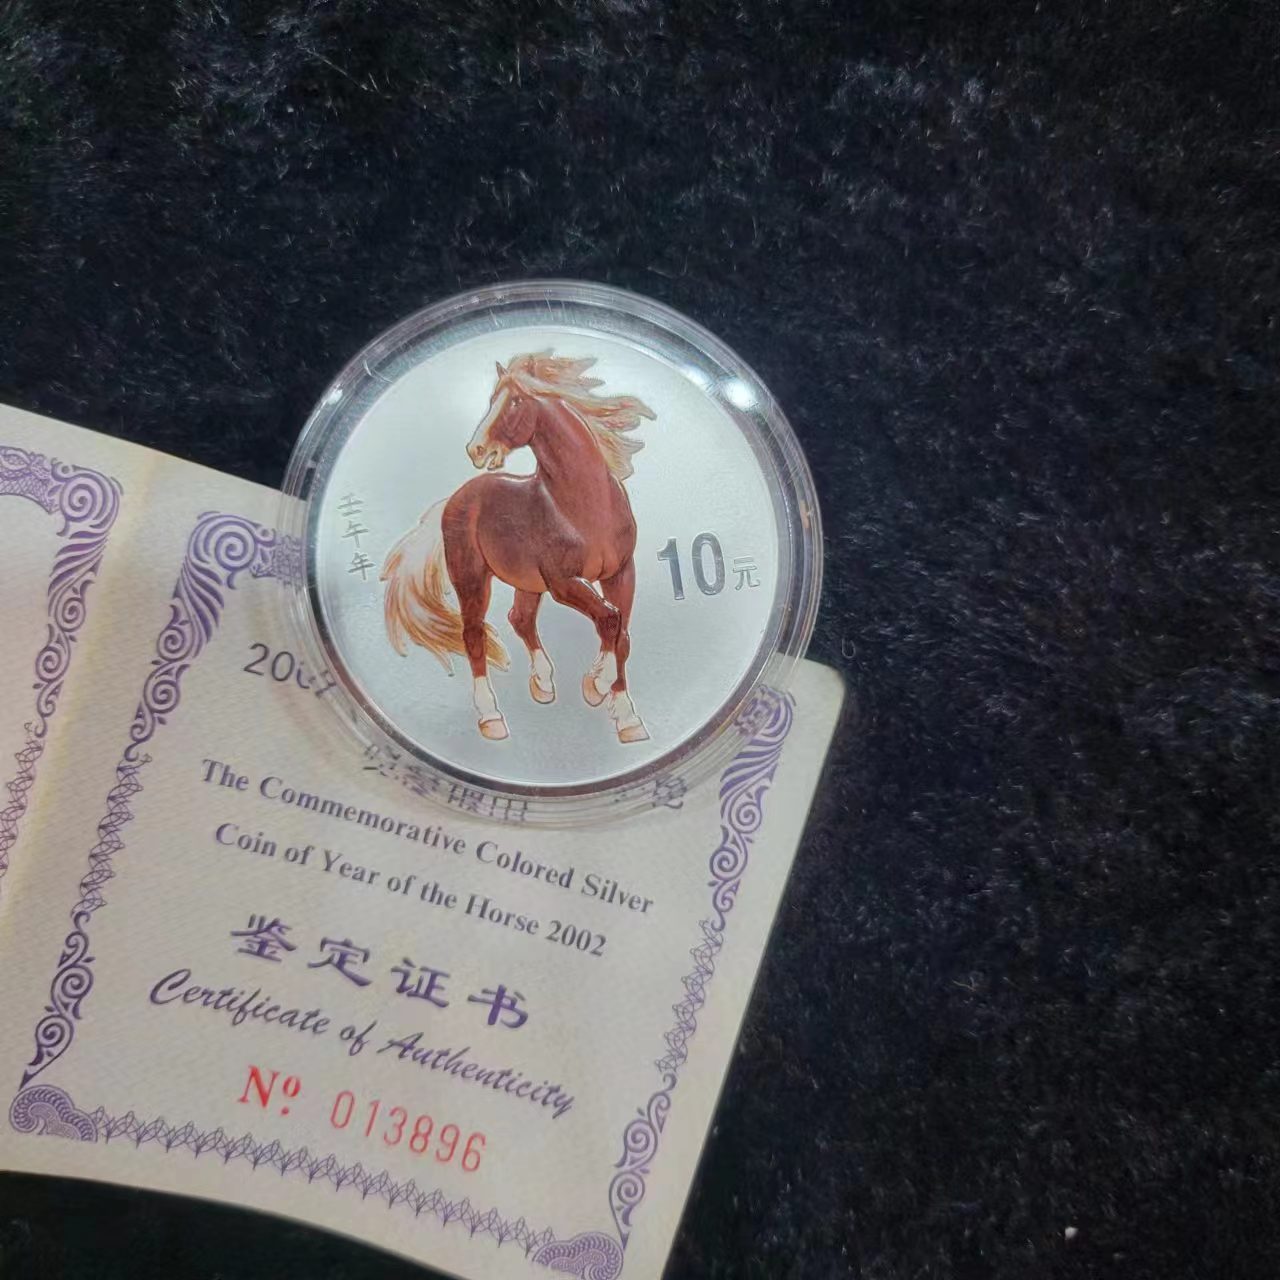 壬午年
10元
The Commemorative Colored Silver
Coin of Year of the Horse 2002
鉴定证书
Certificate of Authenticity
Nº 013896